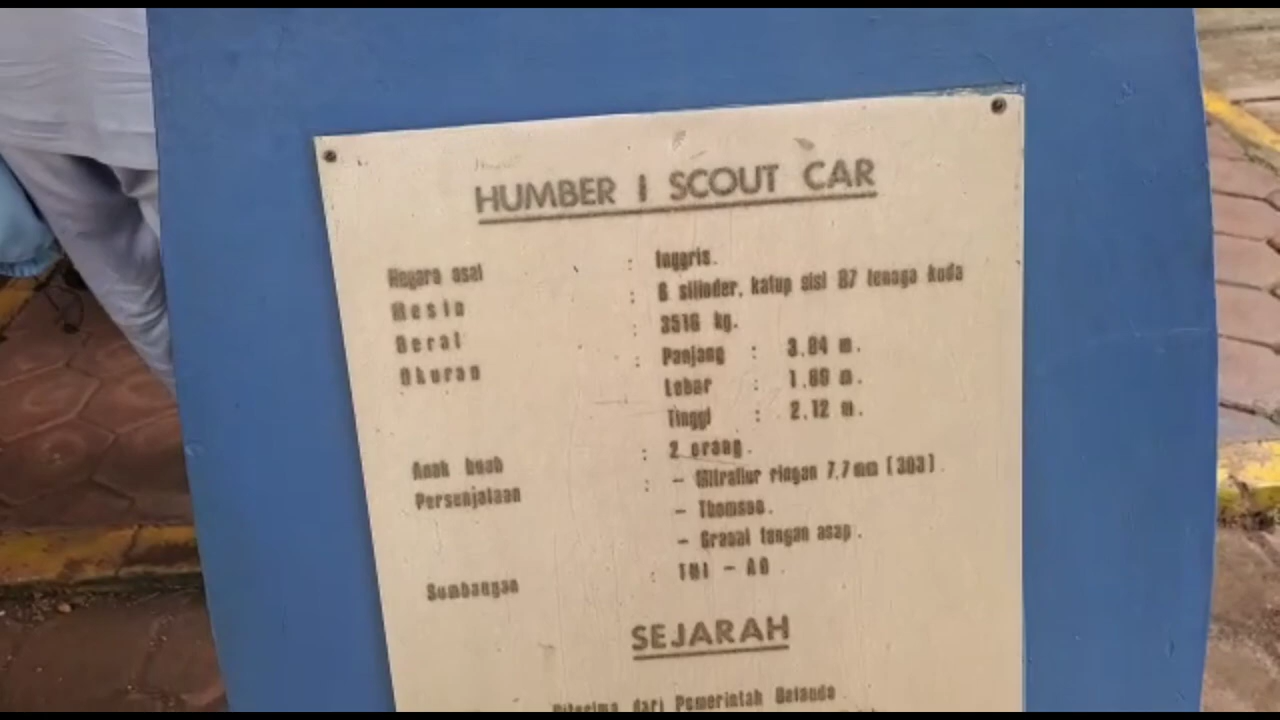 HUMBER I SCOUT CAR
Negara asal : Inggris.
Mesin : 6 silinder, katup sisi 87 tenaga kuda
Berat : 3516 kg.
Ukuran : Panjang : 3.84 m.
Lebar : 1.89 m.
Tinggi : 2.12 m.
Anak buah : 2 orang.
Persenjataan : - Mitraliur ringan 7.7mm (303).
- Thomson.
- Granat tangan asap.
Sumbangan : TNI - AD.
SEJARAH
Diterima dari Pemerintah Belanda